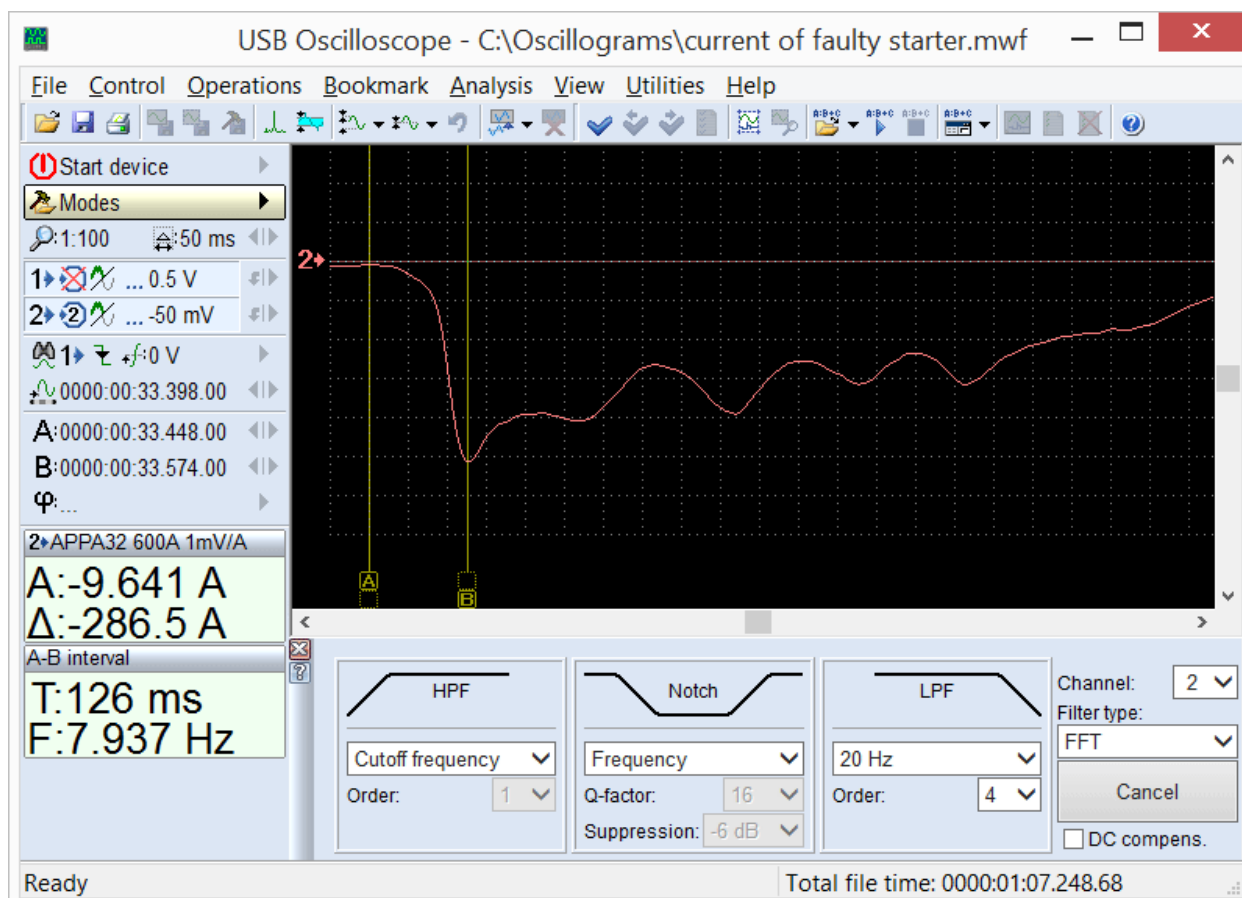 USB Oscilloscope - C:\Oscillograms\current of faulty starter.mwf
File Control Operations Bookmark Analysis View Utilities Help
A:B+C A:B+C A:B+C A:B+C
Start device
Modes
1:100 50 ms
1 ... 0.5 V
2 2 ... -50 mV
1 f:0 V
0000:00:33.398.00
A:0000:00:33.448.00
B:0000:00:33.574.00
φ:...
2 APPA32 600A 1mV/A
A:-9.641 A
Δ:-286.5 A
A-B interval
T:126 ms
F:7.937 Hz
2
A
B
HPF
Cutoff frequency
Order: 1
Notch
Frequency
Q-factor: 16
Suppression: -6 dB
LPF
20 Hz
Order: 4
Channel: 2
Filter type:
FFT
Cancel
DC compens.
Ready
Total file time: 0000:01:07.248.68